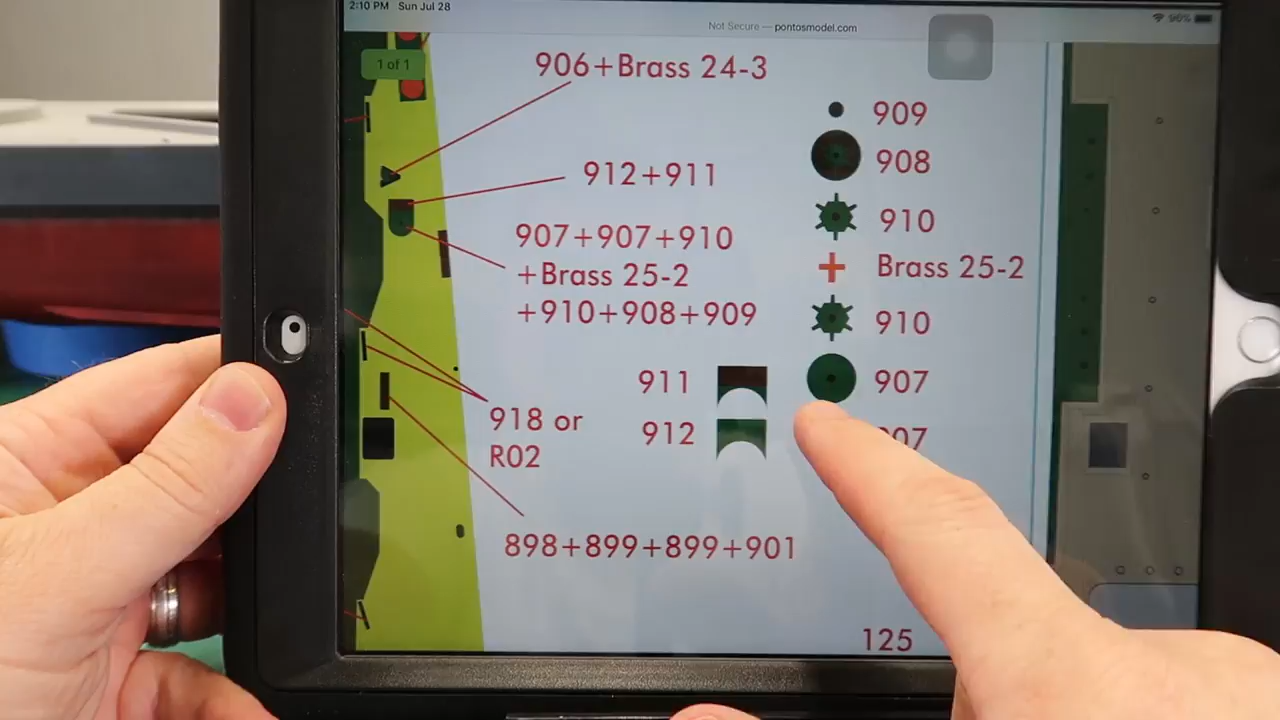 2:10 PM Sun Jul 28
Not Secure — pontosmodel.com
96%
1 of 1
906+Brass 24-3
912+911
907+907+910
+Brass 25-2
+910+908+909
918 or
R02
898+899+899+901
911
912
909
908
910
Brass 25-2
910
907
125